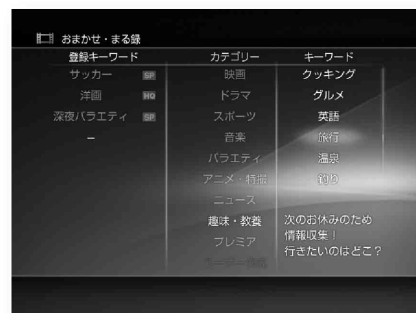 おまかせ・まる録
登録キーワード
サッカー SP
洋画 HQ
深夜バラエティ SP
−
カテゴリー
映画
ドラマ
スポーツ
音楽
バラエティ
アニメ・特撮
ニュース
趣味・教養
プレミア
キーワード
クッキング
グルメ
英語
旅行
温泉
釣り
次のお休みのため
情報収集！
行きたいのはどこ？